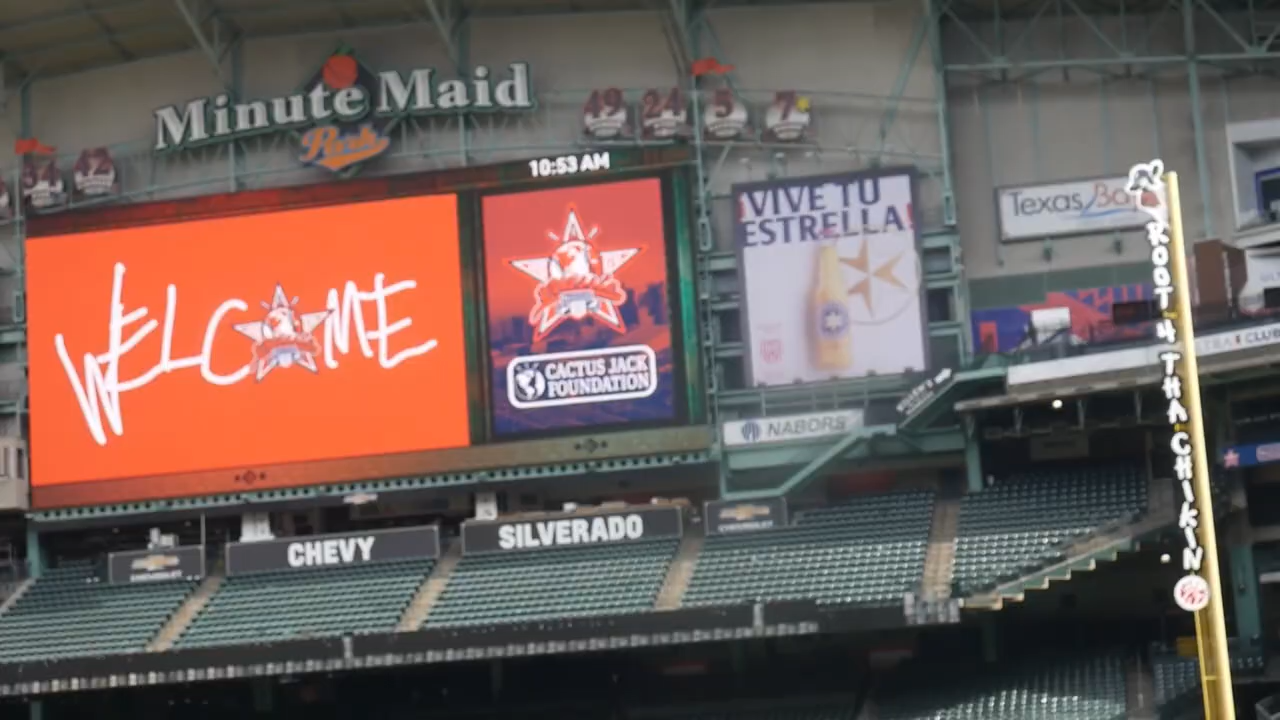 Minute Maid
Park
49 24 5 7
10:53 AM
WELCOME
CACTUS JACK
FOUNDATION
¡VIVE TU
ESTRELLA!
Texas
NABORS
CHEVY
SILVERADO
CHEVROLET
ROOT 4 THA CHIKIN